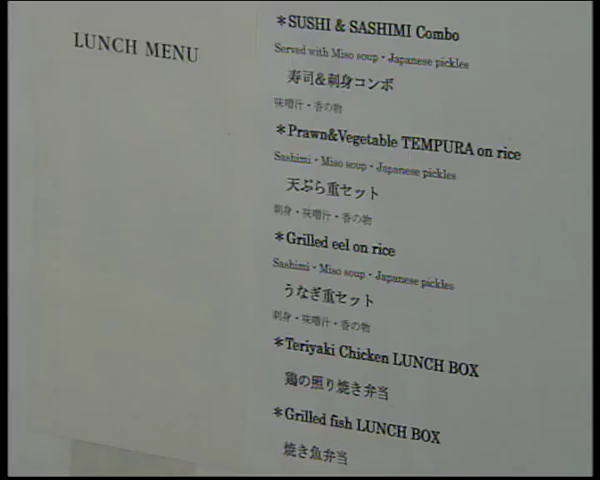 LUNCH MENU
*SUSHI & SASHIMI Combo
Served with Miso soup・Japanese pickles
寿司&刺身コンボ
味噌汁・香の物
*Prawn&Vegetable TEMPURA on rice
Sashimi・Miso soup・Japanese pickles
天ぷら重セット
刺身・味噌汁・香の物
*Grilled eel on rice
Sashimi・Miso soup・Japanese pickles
うなぎ重セット
刺身・味噌汁・香の物
*Teriyaki Chicken LUNCH BOX
鶏の照り焼き弁当
*Grilled fish LUNCH BOX
焼き魚弁当